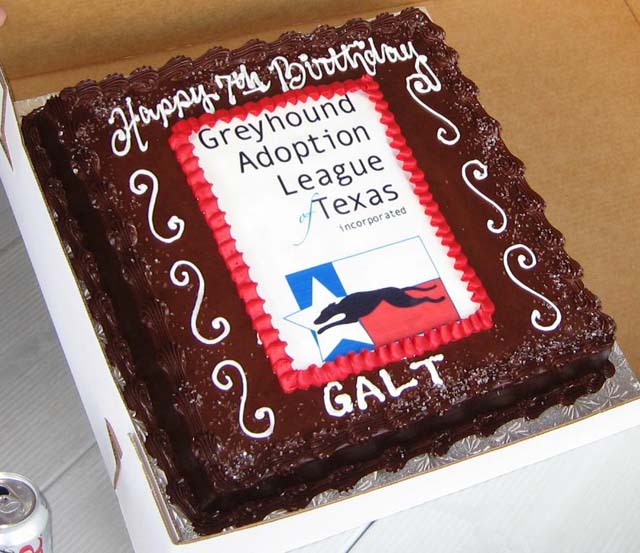 Happy 7th Birthday
Greyhound
Adoption
League
of Texas
incorporated
GALT